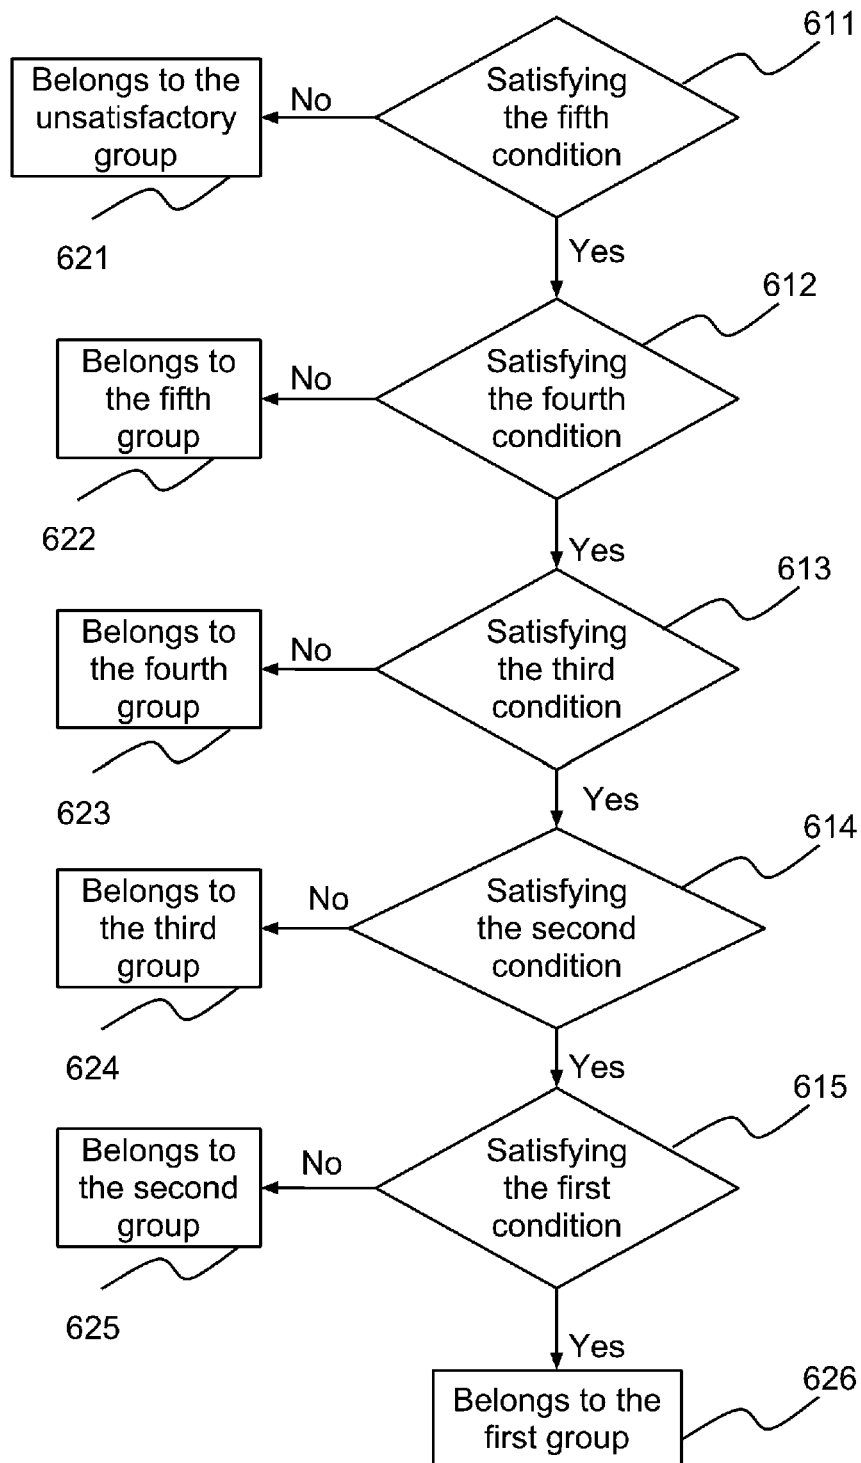 611
Belongs to the
unsatisfactory
group
No
Satisfying
the fifth
condition
621
Yes
612
Belongs to
the fifth
group
No
Satisfying
the fourth
condition
622
Yes
613
Belongs to
the fourth
group
No
Satisfying
the third
condition
623
Yes
614
Belongs to
the third
group
No
Satisfying
the second
condition
624
Yes
615
Belongs to
the second
group
No
Satisfying
the first
condition
625
Yes
626
Belongs to the
first group